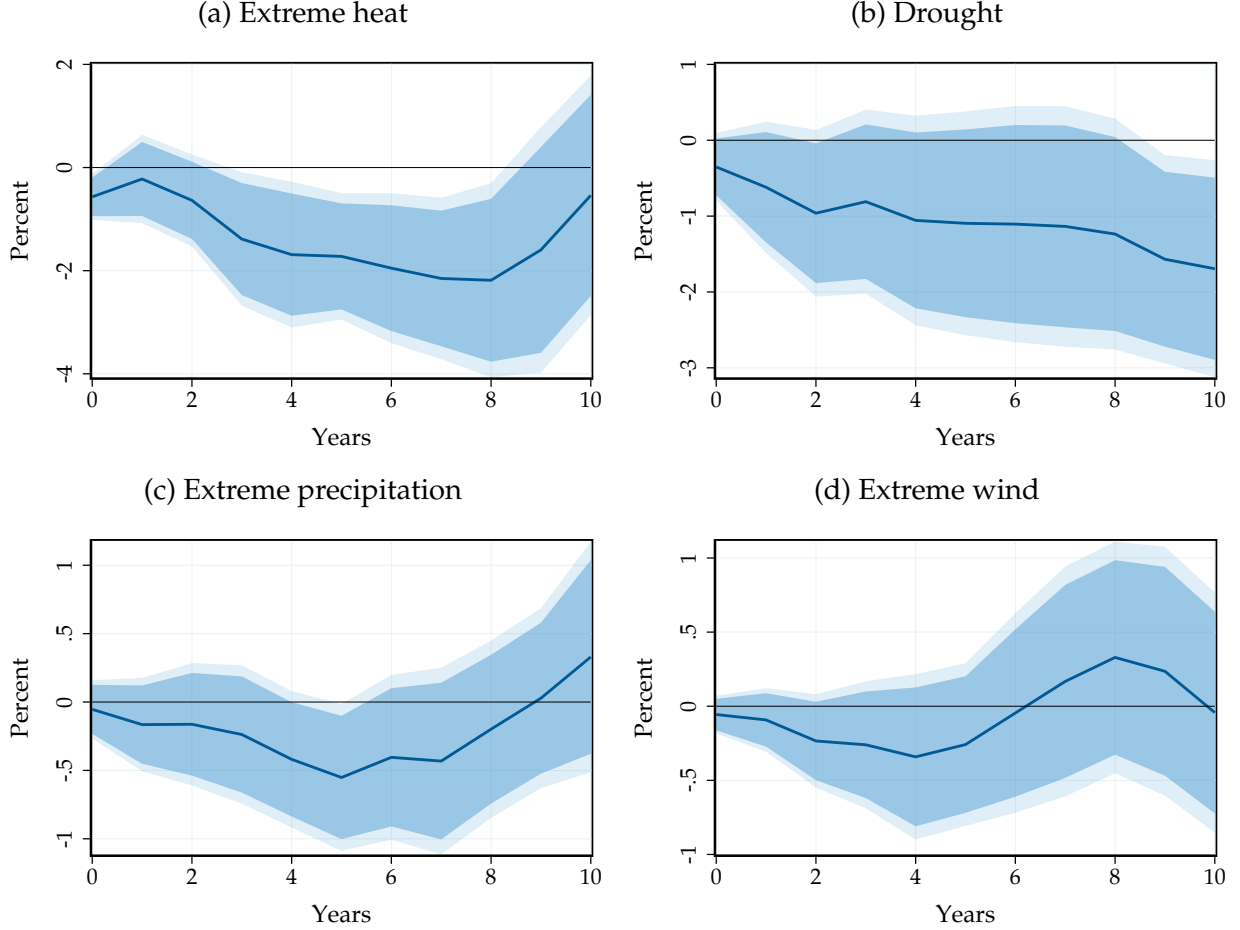 (a) Extreme heat
Percent
2
0
-2
-4
0 2 4 6 8 10
Years
(b) Drought
Percent
1
0
-1
-2
-3
0 2 4 6 8 10
Years
(c) Extreme precipitation
Percent
1
.5
0
-.5
-1
0 2 4 6 8 10
Years
(d) Extreme wind
Percent
1
.5
0
-.5
-1
0 2 4 6 8 10
Years